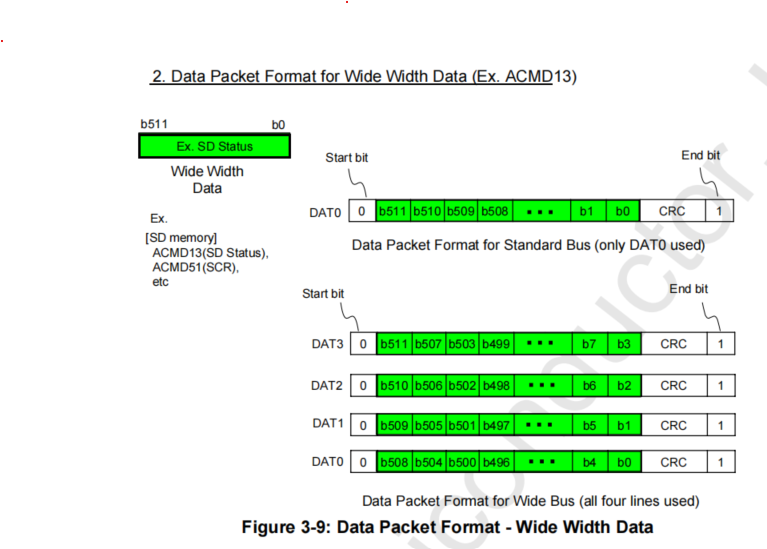 2. Data Packet Format for Wide Width Data (Ex. ACMD13)
b511 b0
Ex. SD Status
Wide Width
Data
Ex.
[SD memory]
ACMD13(SD Status),
ACMD51(SCR),
etc
Start bit End bit
DAT0 0 b511 b510 b509 b508 ▪ ▪ ▪ b1 b0 CRC 1
Data Packet Format for Standard Bus (only DAT0 used)
Start bit End bit
DAT3 0 b511 b507 b503 b499 ▪ ▪ ▪ b7 b3 CRC 1
DAT2 0 b510 b506 b502 b498 ▪ ▪ ▪ b6 b2 CRC 1
DAT1 0 b509 b505 b501 b497 ▪ ▪ ▪ b5 b1 CRC 1
DAT0 0 b508 b504 b500 b496 ▪ ▪ ▪ b4 b0 CRC 1
Data Packet Format for Wide Bus (all four lines used)
Figure 3-9: Data Packet Format - Wide Width Data